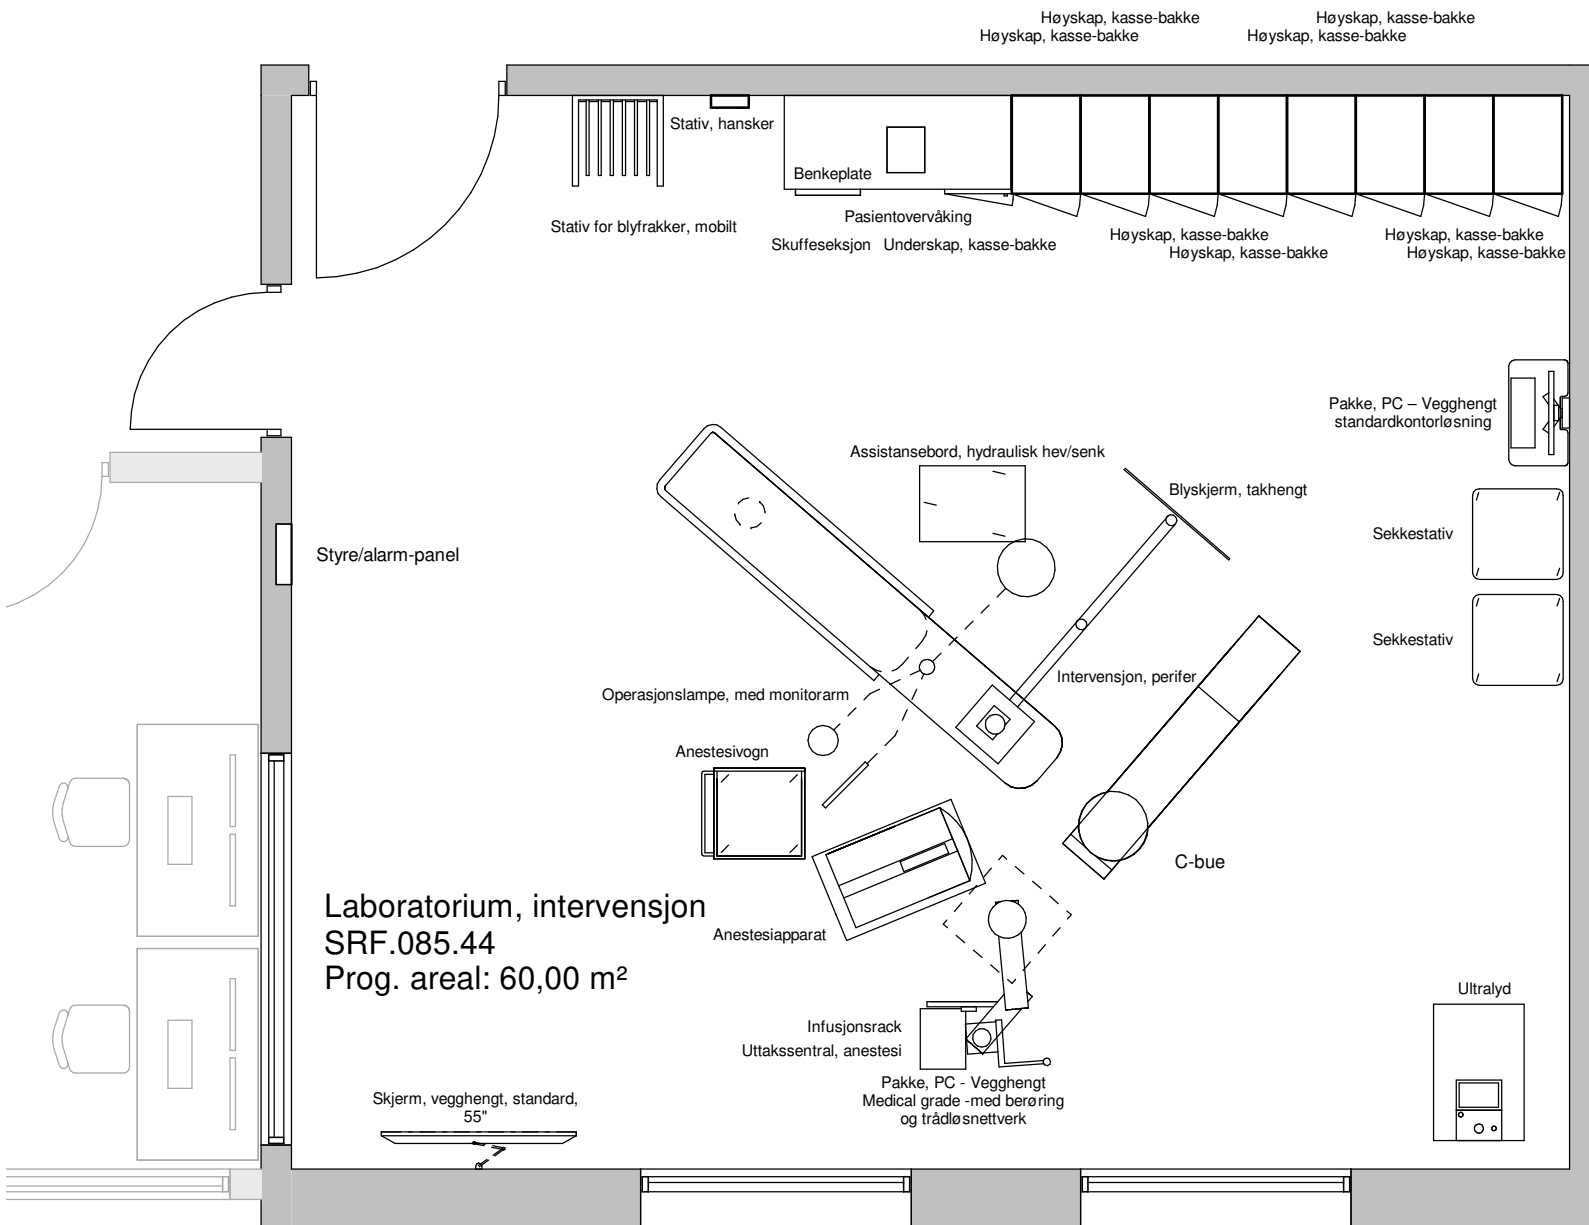 Høyskap, kasse-bakke
Høyskap, kasse-bakke
Høyskap, kasse-bakke
Høyskap, kasse-bakke
Stativ, hansker
Benkeplate
Stativ for blyfrakker, mobilt
Pasientovervåking
Skuffeseksjon
Underskap, kasse-bakke
Høyskap, kasse-bakke
Høyskap, kasse-bakke
Høyskap, kasse-bakke
Høyskap, kasse-bakke
Pakke, PC – Vegghengt
standardkontorløsning
Assistansebord, hydraulisk hev/senk
Blyskjerm, takhengt
Sekkestativ
Styre/alarm-panel
Sekkestativ
Intervensjon, perifer
Operasjonslampe, med monitorarm
Anestesivogn
C-bue
Laboratorium, intervensjon
SRF.085.44
Prog. areal: 60,00 m²
Anestesiapparat
Ultralyd
Infusjonsrack
Uttakssentral, anestesi
Pakke, PC - Vegghengt
Medical grade -med berøring
og trådløsnettverk
Skjerm, vegghengt, standard,
55"